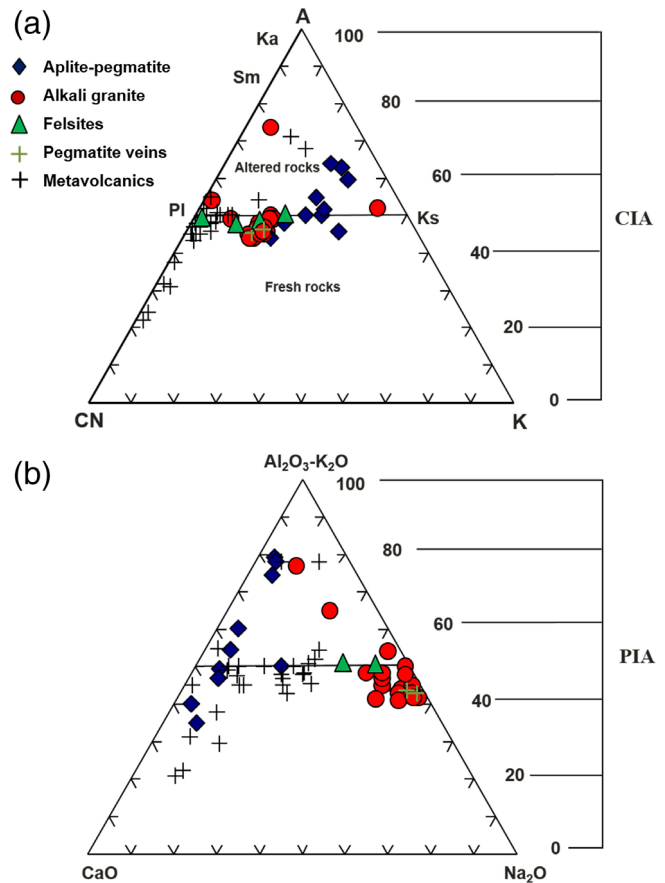 (a)
A
100
Ka
Aplite-pegmatite
Sm
Alkali granite
80
Felsites
Pegmatite veins
Altered rocks
60
Metavolcanics
Pl
Ks
CIA
40
Fresh rocks
20
0
CN
K
(b)
Al₂O₃-K₂O
100
80
60
PIA
40
20
0
CaO
Na₂O